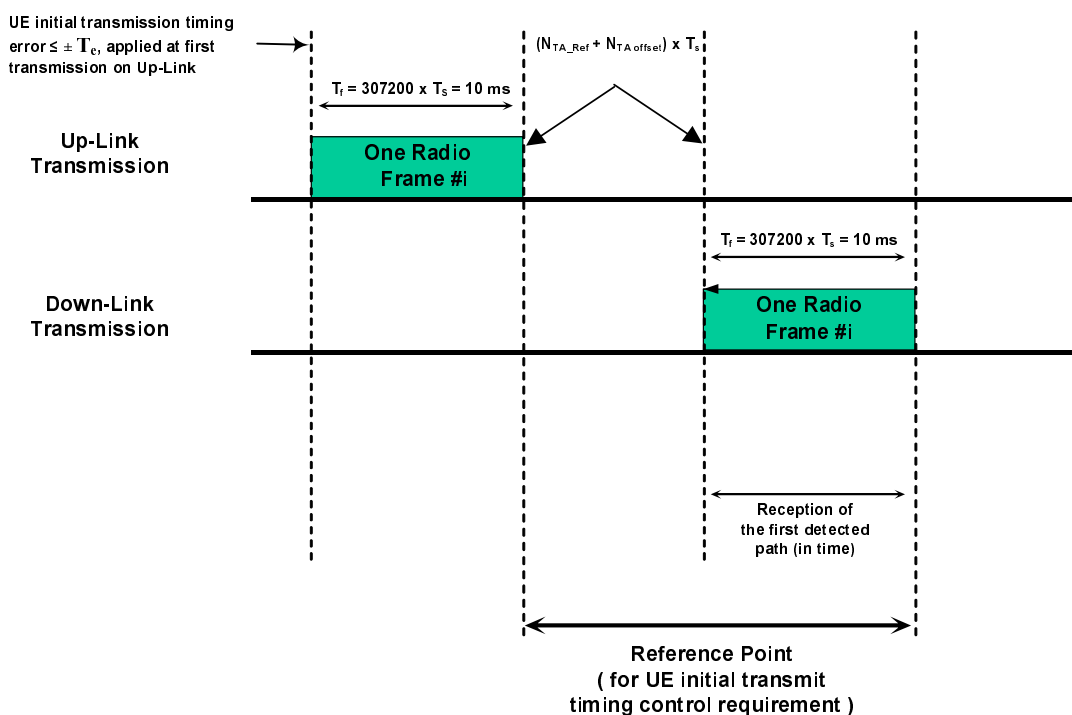 UE initial transmission timing
error ≤ ± Te, applied at first
transmission on Up-Link
(NTA_Ref + NTA offset) x Ts
Tf = 307200 x TS = 10 ms
Up-Link
Transmission
One Radio
Frame #i
Tf = 307200 x Ts = 10 ms
Down-Link
Transmission
One Radio
Frame #i
Reception of
the first detected
path (in time)
Reference Point
( for UE initial transmit
timing control requirement )